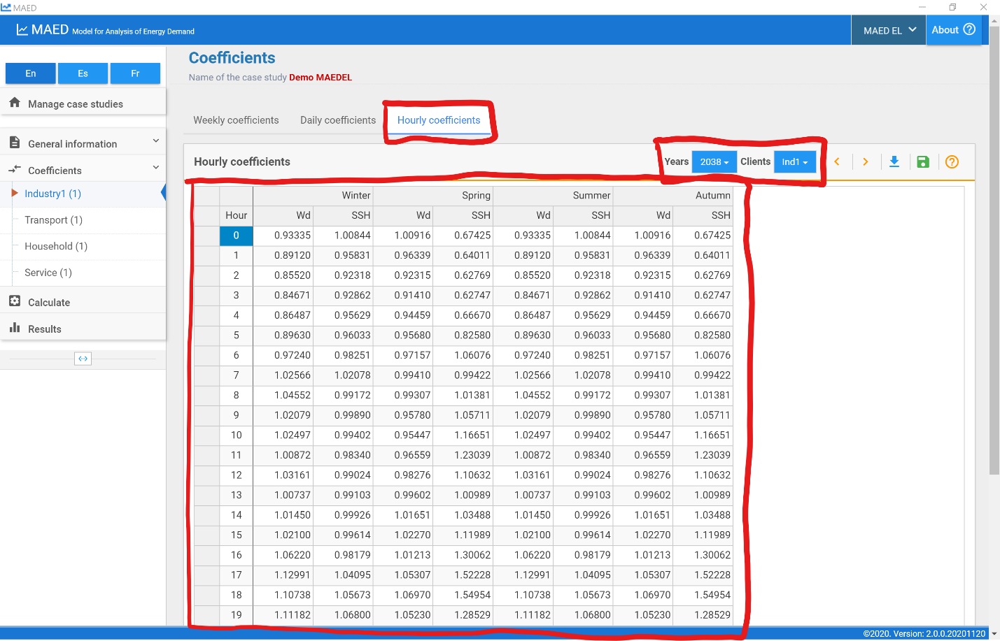 MAED
MAED Model for Analysis of Energy Demand
MAED EL
About
En Es Fr
Manage case studies
General information
Coefficients
Industry1 (1)
Transport (1)
Household (1)
Service (1)
Calculate
Results
Coefficients
Name of the case study Demo MAEDEL
Weekly coefficients Daily coefficients Hourly coefficients
Hourly coefficients
Years 2038 Clients Ind1
Winter Spring Summer Autumn
Hour Wd SSH Wd SSH Wd SSH Wd SSH
0 0.93335 1.00844 1.00916 0.67425 0.93335 1.00844 1.00916 0.67425
1 0.89120 0.95831 0.96339 0.64011 0.89120 0.95831 0.96339 0.64011
2 0.85520 0.92318 0.92315 0.62769 0.85520 0.92318 0.92315 0.62769
3 0.84671 0.92862 0.91410 0.62747 0.84671 0.92862 0.91410 0.62747
4 0.86487 0.95629 0.94459 0.66670 0.86487 0.95629 0.94459 0.66670
5 0.89630 0.96033 0.95680 0.82580 0.89630 0.96033 0.95680 0.82580
6 0.97240 0.98251 0.97157 1.06076 0.97240 0.98251 0.97157 1.06076
7 1.02566 1.02078 0.99410 0.99422 1.02566 1.02078 0.99410 0.99422
8 1.04552 0.99172 0.99307 1.01381 1.04552 0.99172 0.99307 1.01381
9 1.02079 0.99890 0.95780 1.05711 1.02079 0.99890 0.95780 1.05711
10 1.02497 0.99402 0.95447 1.16651 1.02497 0.99402 0.95447 1.16651
11 1.00872 0.98340 0.96559 1.23039 1.00872 0.98340 0.96559 1.23039
12 1.03161 0.99024 0.98276 1.10632 1.03161 0.99024 0.98276 1.10632
13 1.00737 0.99103 0.99602 1.00989 1.00737 0.99103 0.99602 1.00989
14 1.01450 0.99926 1.01651 1.03488 1.01450 0.99926 1.01651 1.03488
15 1.02100 0.99614 1.02270 1.11989 1.02100 0.99614 1.02270 1.11989
16 1.06220 0.98179 1.01213 1.30062 1.06220 0.98179 1.01213 1.30062
17 1.12991 1.04095 1.05307 1.52228 1.12991 1.04095 1.05307 1.52228
18 1.10738 1.05673 1.06970 1.54954 1.10738 1.05673 1.06970 1.54954
19 1.11182 1.06800 1.05230 1.28529 1.11182 1.06800 1.05230 1.28529
©2020. Version: 2.0.0.20201120